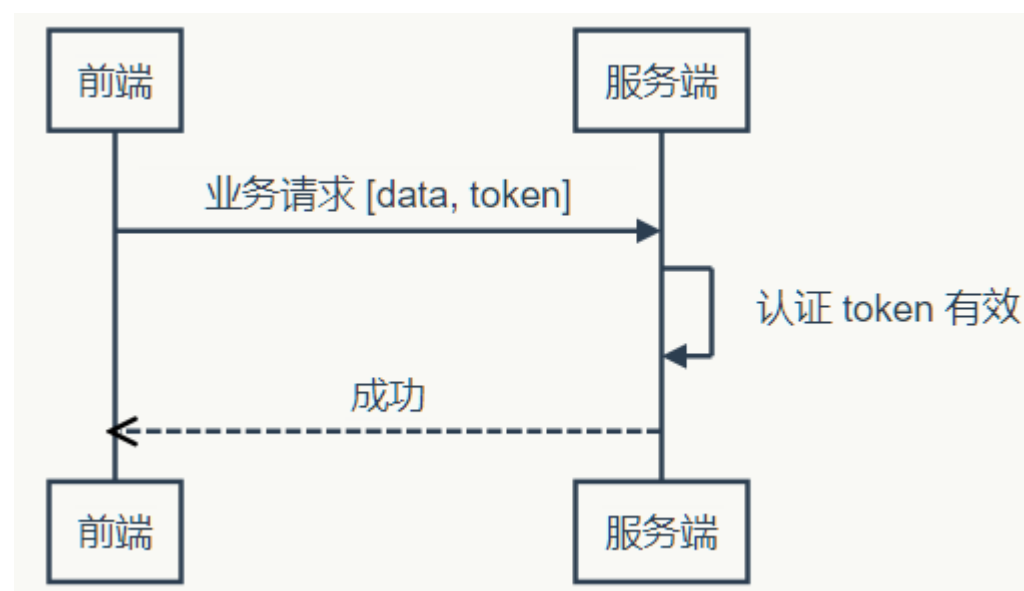 前端
服务端
业务请求 [data, token]
认证 token 有效
成功
前端
服务端